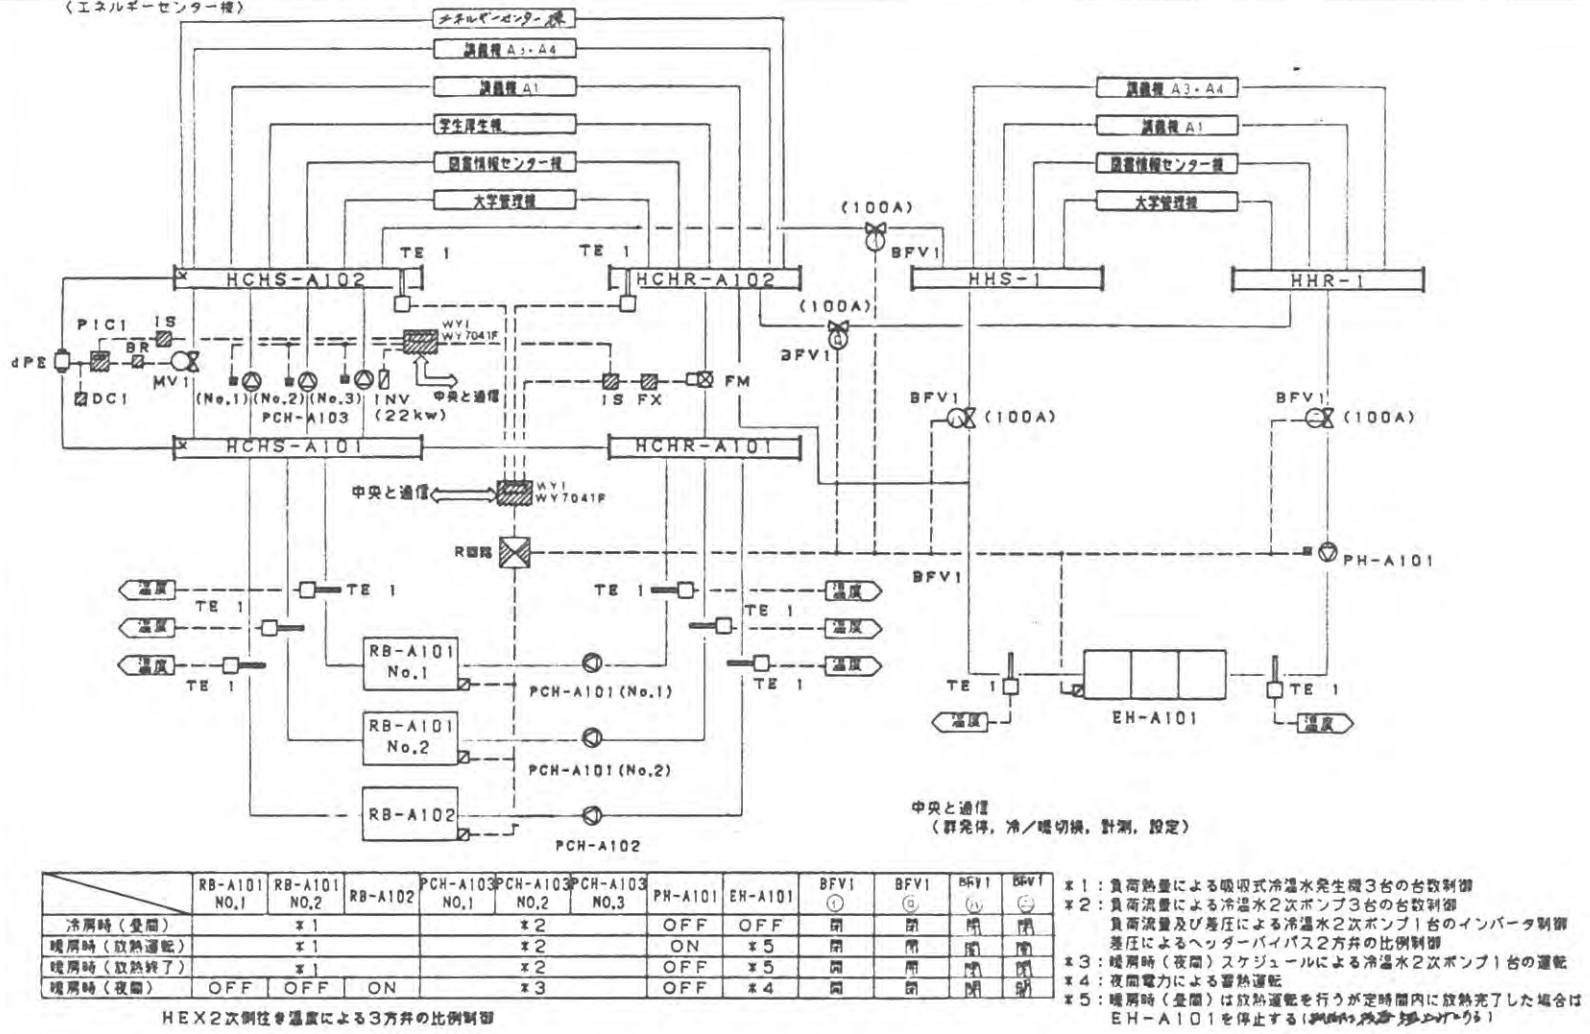 〈エネルギーセンター棟〉
エネルギーセンター棟
講義棟 A3・A4
講義棟 A1
学生厚生棟
図書情報センター棟
大学管理棟
講義棟 A3・A4
講義棟 A1
図書情報センター棟
大学管理棟
(100A)
BFV1
TE 1
TE 1
HCHS-A102
HCHR-A102
HHS-1
HHR-1
(100A)
BFV1
PIC1
IS
BR
dPE
MV1
DC1
WY1
WY7041F
(No.1)(No.2)(No.3)
PCH-A103
INV
(22kw)
中央と通信
IS
FX
FM
BFV1
(100A)
BFV1
(100A)
HCHS-A101
HCHR-A101
中央と通信
WY1
WY7041F
R回路
BFV1
PH-A101
温度
TE 1
TE 1
温度
温度
TE 1
TE 1
温度
温度
TE 1
TE 1
温度
RB-A101
No.1
PCH-A101(No.1)
RB-A101
No.2
PCH-A101(No.2)
RB-A102
PCH-A102
TE 1
温度
EH-A101
TE 1
温度
中央と通信
(群発停, 冷/暖切換, 計測, 設定)
RB-A101 NO.1 RB-A101 NO.2 RB-A102 PCH-A103 NO.1 PCH-A103 NO.2 PCH-A103 NO.3 PH-A101 EH-A101 BFV1 BFV1 BFV1 BFV1
冷房時(昼間) *1 *2 OFF OFF 閉 閉 閉 閉
暖房時(放熱運転) *1 *2 ON *5
暖房時(放熱終了) *1 *2 OFF *5
暖房時(夜間) OFF OFF ON *3 OFF *4
HEX2次側往き温度による3方弁の比例制御
*1:負荷熱量による吸収式冷温水発生機3台の台数制御
*2:負荷流量による冷温水2次ポンプ3台の台数制御
負荷流量及び差圧による冷温水2次ポンプ1台のインバータ制御
差圧によるヘッダーバイパス2方弁の比例制御
*3:暖房時(夜間)スケジュールによる冷温水2次ポンプ1台の運転
*4:夜間電力による蓄熱運転
*5:暖房時(昼間)は放熱運転を行うが定時間内に放熱完了した場合は
EH-A101を停止する